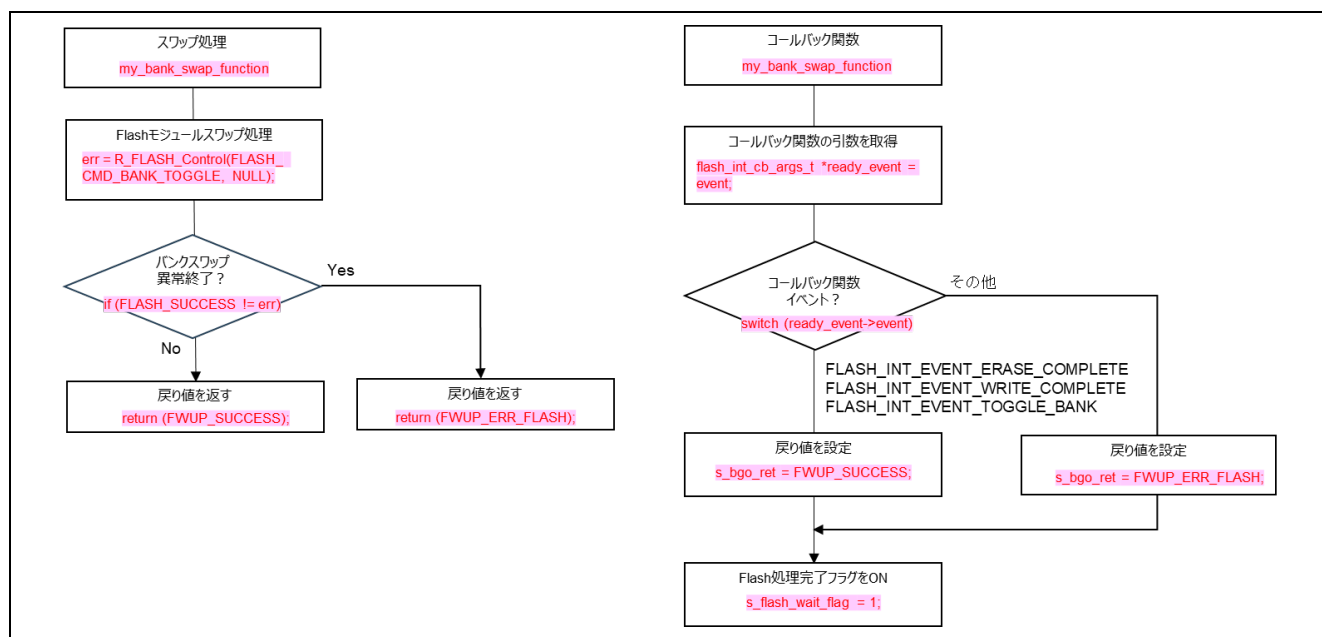 スワップ処理
my_bank_swap_function
Flashモジュールスワップ処理
err = R_FLASH_Control(FLASH_
CMD_BANK_TOGGLE, NULL);
バンクスワップ
異常終了？
if (FLASH_SUCCESS != err)
Yes
No
戻り値を返す
return (FWUP_SUCCESS);
戻り値を返す
return (FWUP_ERR_FLASH);
コールバック関数
my_bank_swap_function
コールバック関数の引数を取得
flash_int_cb_args_t *ready_event =
event;
コールバック関数
イベント？
switch (ready_event->event)
その他
FLASH_INT_EVENT_ERASE_COMPLETE
FLASH_INT_EVENT_WRITE_COMPLETE
FLASH_INT_EVENT_TOGGLE_BANK
戻り値を設定
s_bgo_ret = FWUP_SUCCESS;
戻り値を設定
s_bgo_ret = FWUP_ERR_FLASH;
Flash処理完了フラグをON
s_flash_wait_flag = 1;